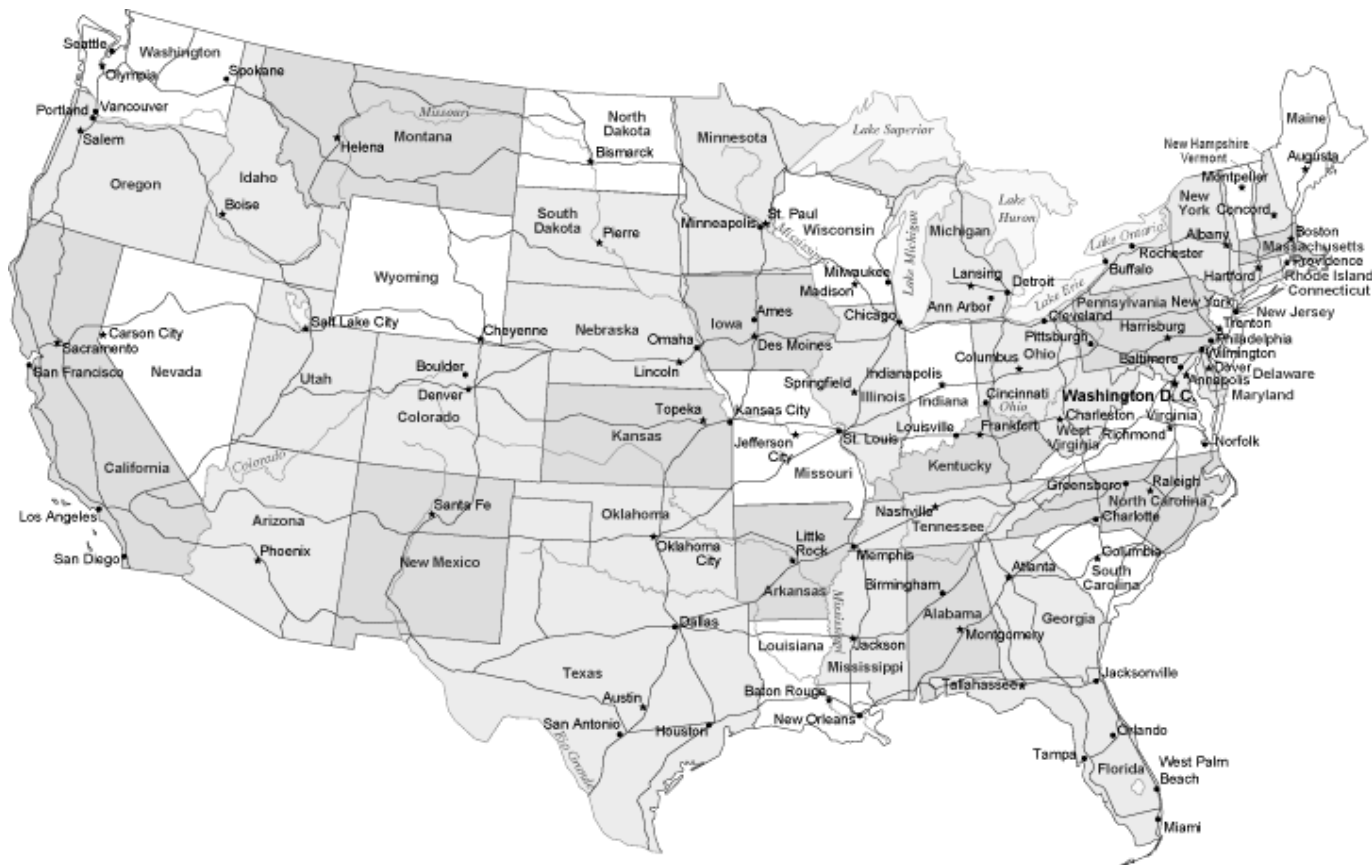 Seattle
Washington
Spokane
Olympia
Portland
Vancouver
Salem
Oregon
Idaho
Boise
Missouri
Montana
Helena
North
Dakota
Bismarck
Minnesota
Lake Superior
South
Dakota
Pierre
Minneapolis
St. Paul
Wisconsin
Mississippi
Wyoming
Cheyenne
Salt Lake City
Carson City
Sacramento
San Francisco
Nevada
Utah
California
Los Angeles
San Diego
Colorado
Boulder
Denver
Colorado
Nebraska
Omaha
Lincoln
Iowa
Ames
Des Moines
Milwaukee
Madison
Chicago
Lake Michigan
Michigan
Lansing
Ann Arbor
Detroit
Lake
Huron
Lake Erie
Lake Ontario
Maine
Augusta
New Hampshire
Vermont
Montpelier
Concord
New
York
Albany
Rochester
Buffalo
Boston
Massachusetts
Providence
Rhode Island
Connecticut
Hartford
New York
New Jersey
Pennsylvania
Harrisburg
Pittsburgh
Cleveland
Trenton
Philadelphia
Wilmington
Baltimore
Dover
Delaware
Annapolis
Maryland
Washington D.C.
Columbus
Ohio
Cincinnati
Ohio
Indianapolis
Indiana
Springfield
Illinois
Topeka
Kansas
Kansas City
Jefferson
City
Missouri
St. Louis
Louisville
Frankfort
Kentucky
Charleston
West
Virginia
Virginia
Richmond
Norfolk
Greensboro
Raleigh
North Carolina
Charlotte
Columbia
South
Carolina
Nashville
Tennessee
Memphis
Arizona
Phoenix
Santa Fe
New Mexico
Oklahoma
Oklahoma
City
Little
Rock
Arkansas
Mississippi
Birmingham
Alabama
Montgomery
Atlanta
Georgia
Dallas
Texas
Austin
San Antonio
Houston
Rio Grande
Louisiana
Baton Rouge
New Orleans
Jackson
Mississippi
Tallahassee
Jacksonville
Orlando
Tampa
Florida
West Palm
Beach
Miami